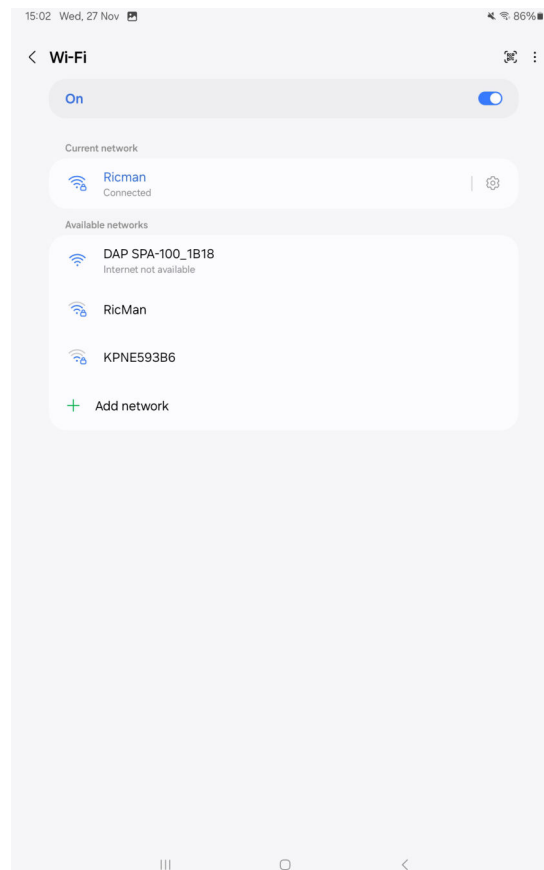 15:02 Wed, 27 Nov 86%
Wi-Fi
On
Current network
Ricman
Connected
Available networks
DAP SPA-100_1B18
Internet not available
RicMan
KPNE593B6
Add network